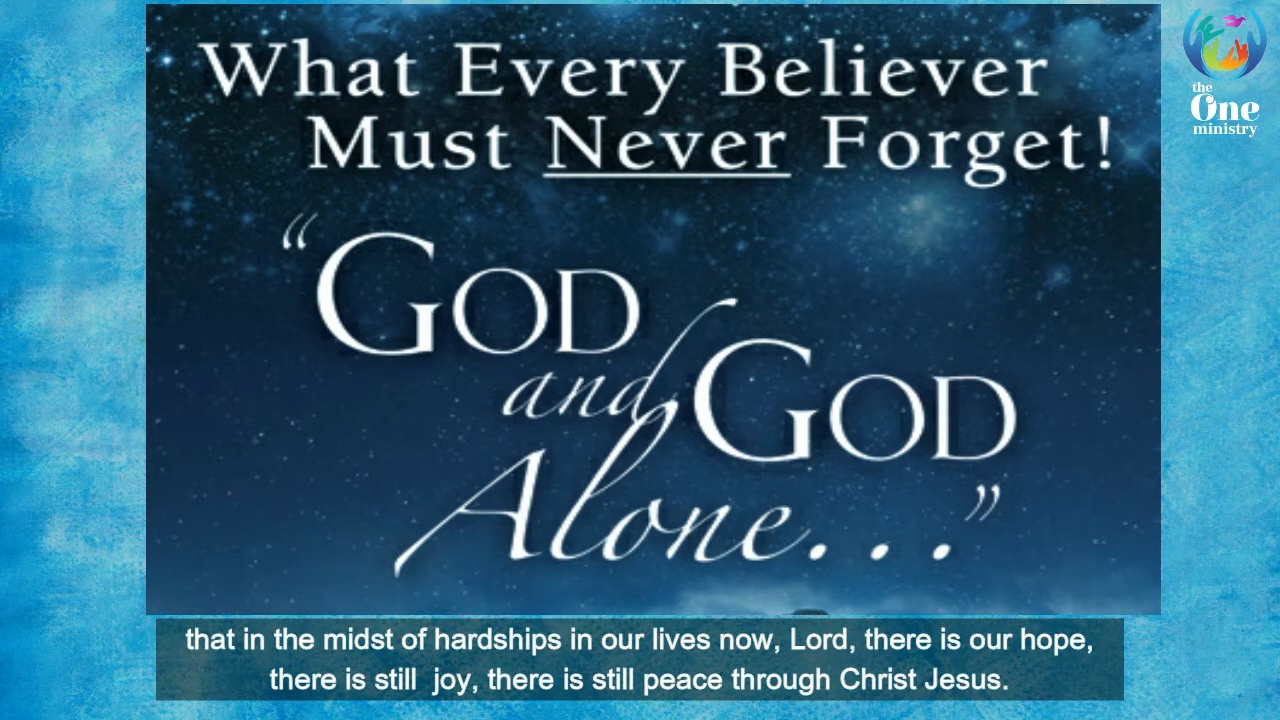 What Every Believer
Must Never Forget!
“God
and God
Alone...”
the
One
ministry
that in the midst of hardships in our lives now, Lord, there is our hope,
there is still  joy, there is still peace through Christ Jesus.